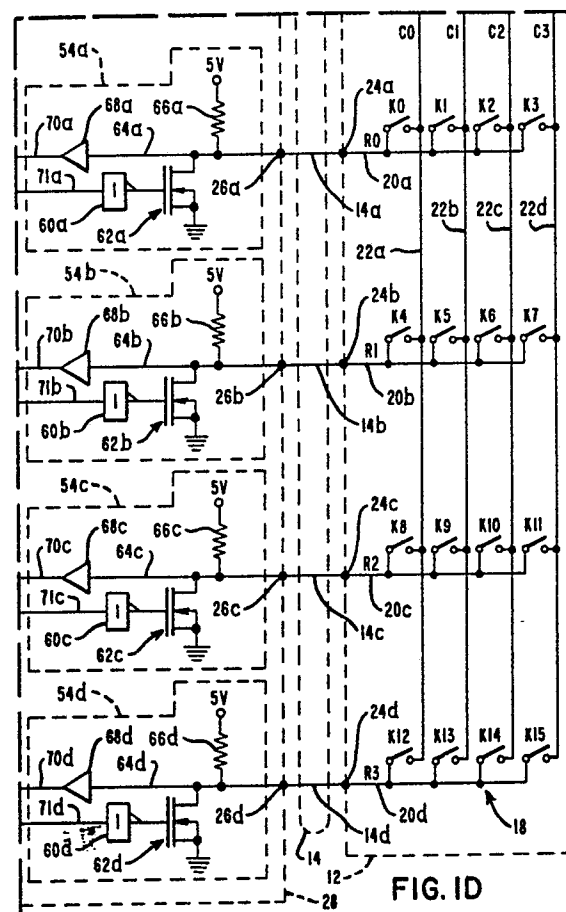 C0 C1 C2 C3
54a
5V
70a 68a 64a 66a 24a K0 K1 K2 K3
R0
71a 26a 20a
60a 62a 14a 22a 22b 22c 22d
54b
5V
70b 68b 64b 66b 24b K4 K5 K6 K7
R1
71b 26b 20b
60b 62b 14b
54c
5V
70c 68c 64c 66c 24c K8 K9 K10 K11
R2
71c 26c 20c
60c 62c 14c
54d
5V
70d 68d 64d 66d 24d K12 K13 K14 K15
R3
71d 26d 20d 18
60d 62d 14 14d
28 12 FIG. 1D